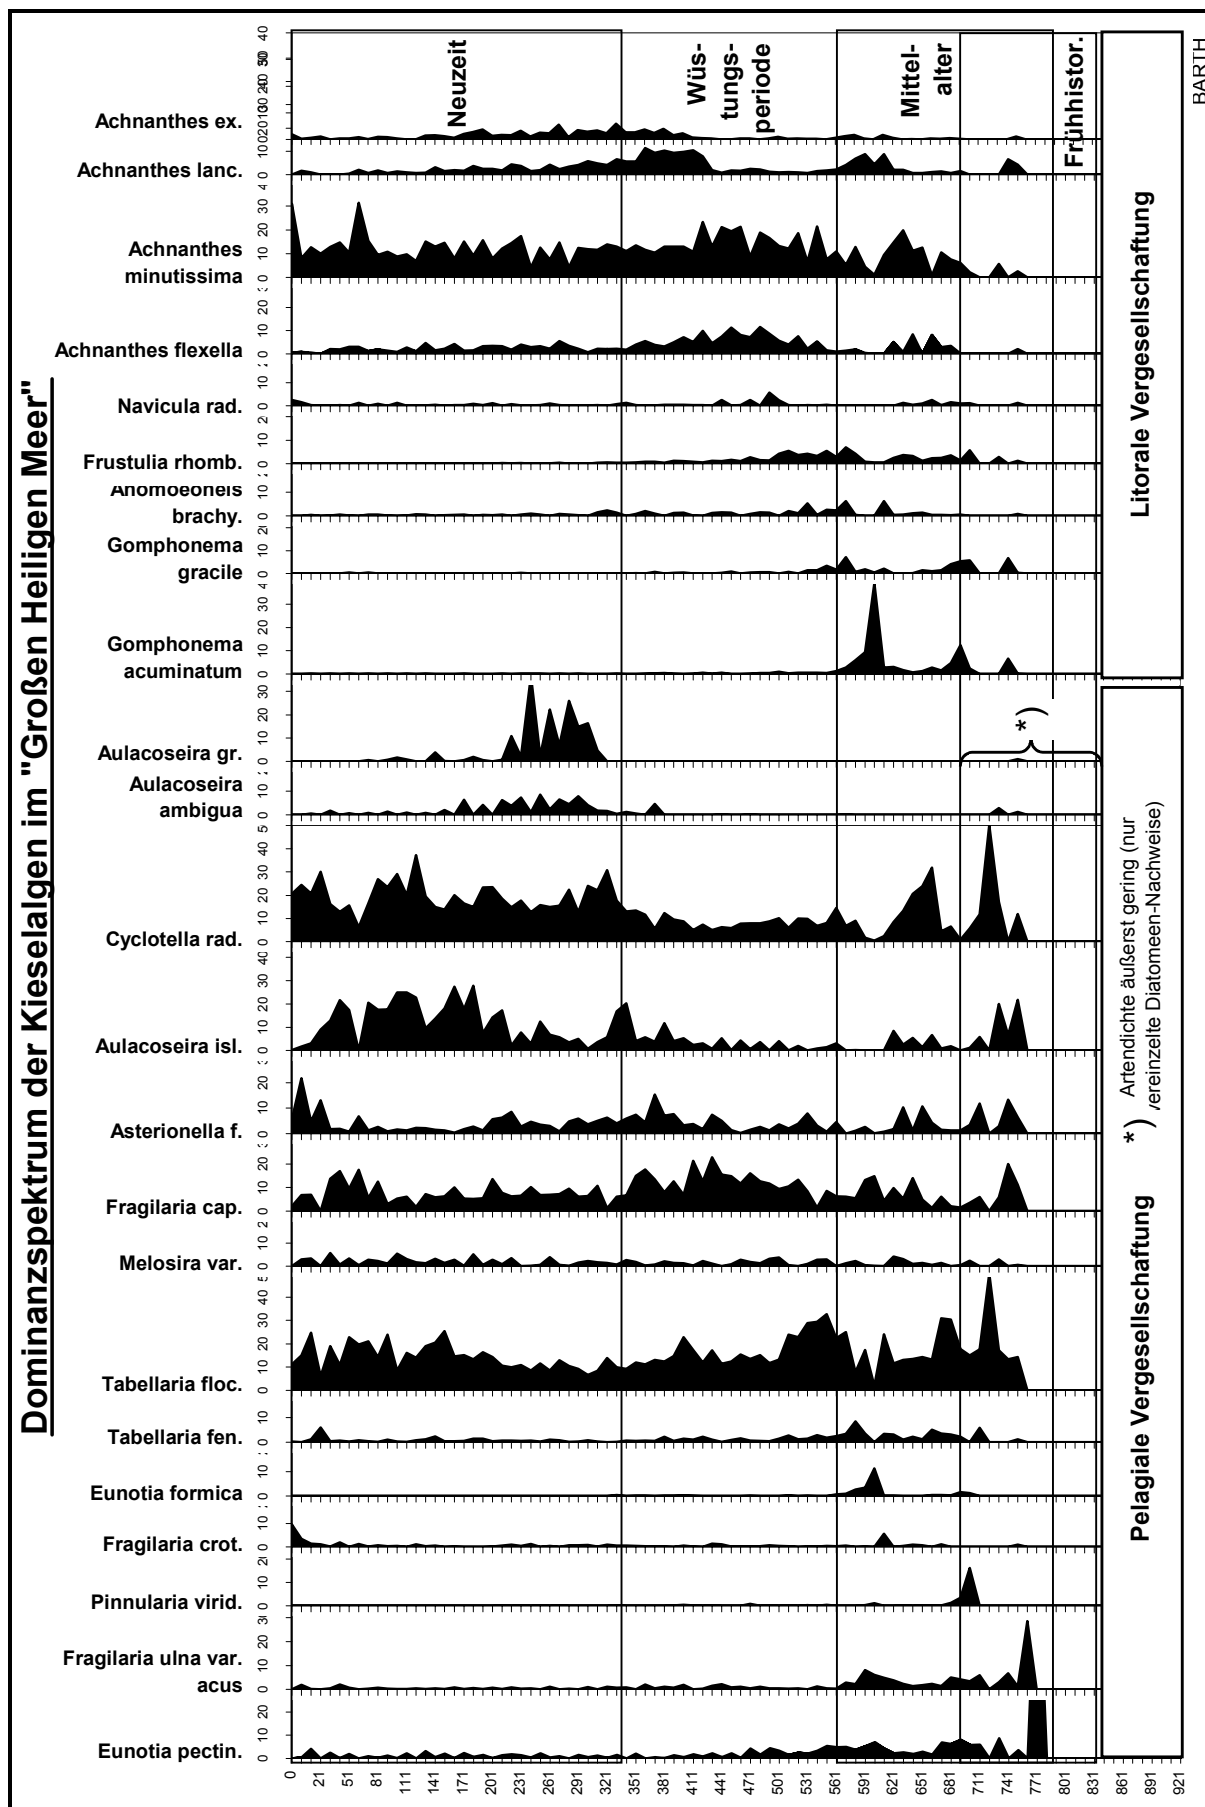 Dominanzspektrum der Kieselalgen im "Großen Heiligen Meer"
Achnanthes ex.
Achnanthes lanc.
Achnanthes
minutissima
Achnanthes flexella
Navicula rad.
Frustulia rhomb.
Anomoeoneis
brachy.
Gomphonema
gracile
Gomphonema
acuminatum
Aulacoseira gr.
Aulacoseira
ambigua
Cyclotella rad.
Aulacoseira isl.
Asterionella f.
Fragilaria cap.
Melosira var.
Tabellaria floc.
Tabellaria fen.
Eunotia formica
Fragilaria crot.
Pinnularia virid.
Fragilaria ulna var.
acus
Eunotia pectin.
Neuzeit
Wüs-
tungs-
periode
Mittel-
alter
Frühhistor.
Litorale Vergesellschaftung
Pelagiale Vergesellschaftung
*)
*) Artendichte äußerst gering (nur
vereinzelte Diatomeen-Nachweise)
BARTH
0 21 51 81 111 141 171 201 231 261 291 321 351 381 411 441 471 501 531 561 591 621 651 681 711 741 771 801 831 861 891 921